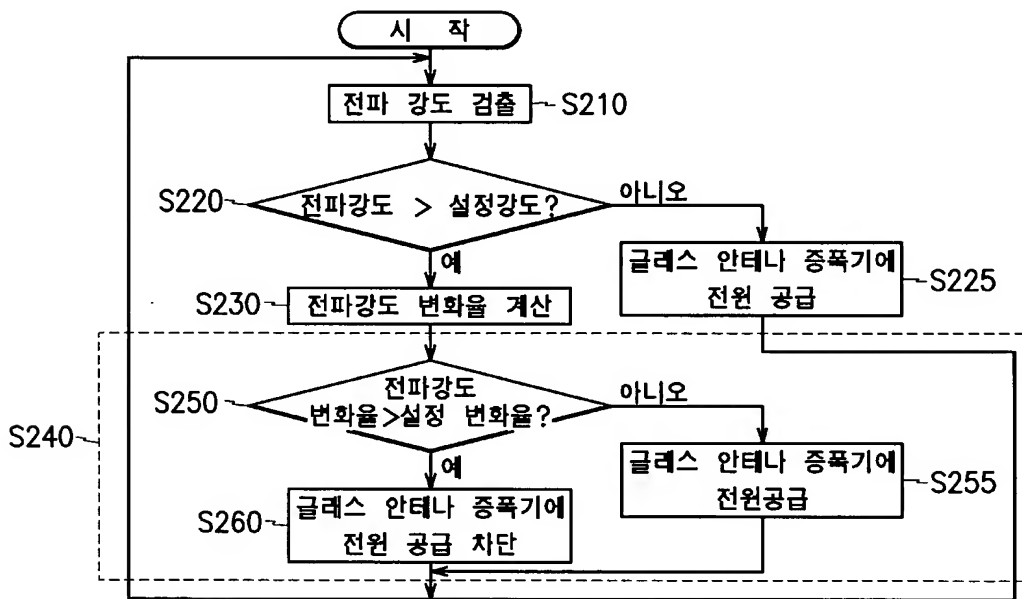 시 작
전파 강도 검출
S210
S220
전파강도 > 설정강도?
아니오
예
글래스 안테나 증폭기에
전원 공급
S225
S230
전파강도 변화율 계산
S240
S250
전파강도
변화율>설정 변화율?
아니오
예
글래스 안테나 증폭기에
전원공급
S255
S260
글래스 안테나 증폭기에
전원 공급 차단